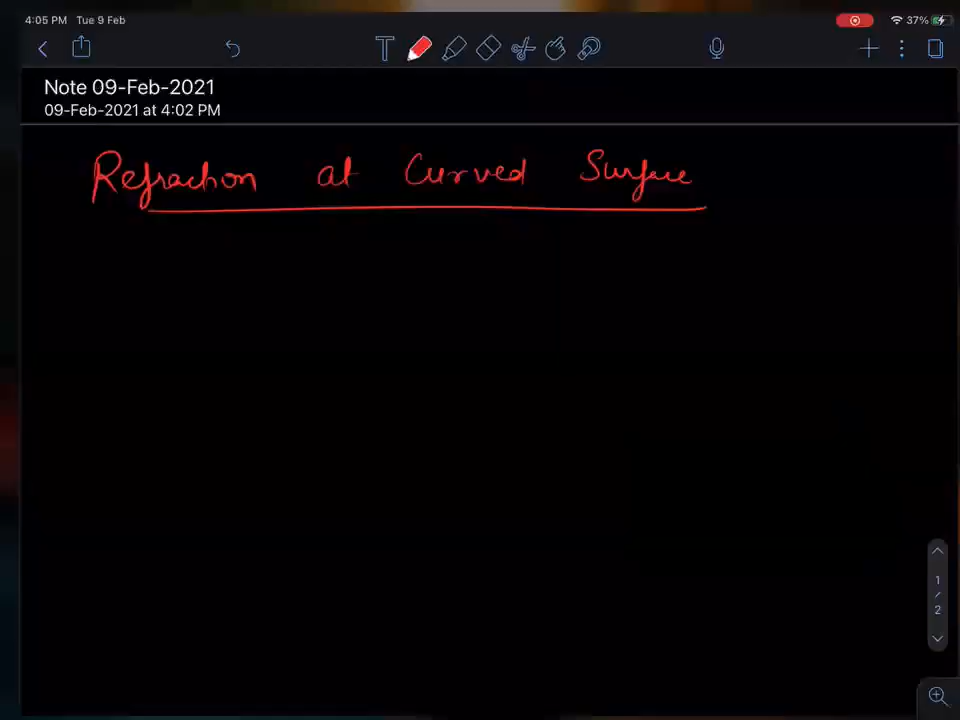 4:05 PM Tue 9 Feb 37%
T
Note 09-Feb-2021
09-Feb-2021 at 4:02 PM
Refraction at Curved Surface
1
/
2